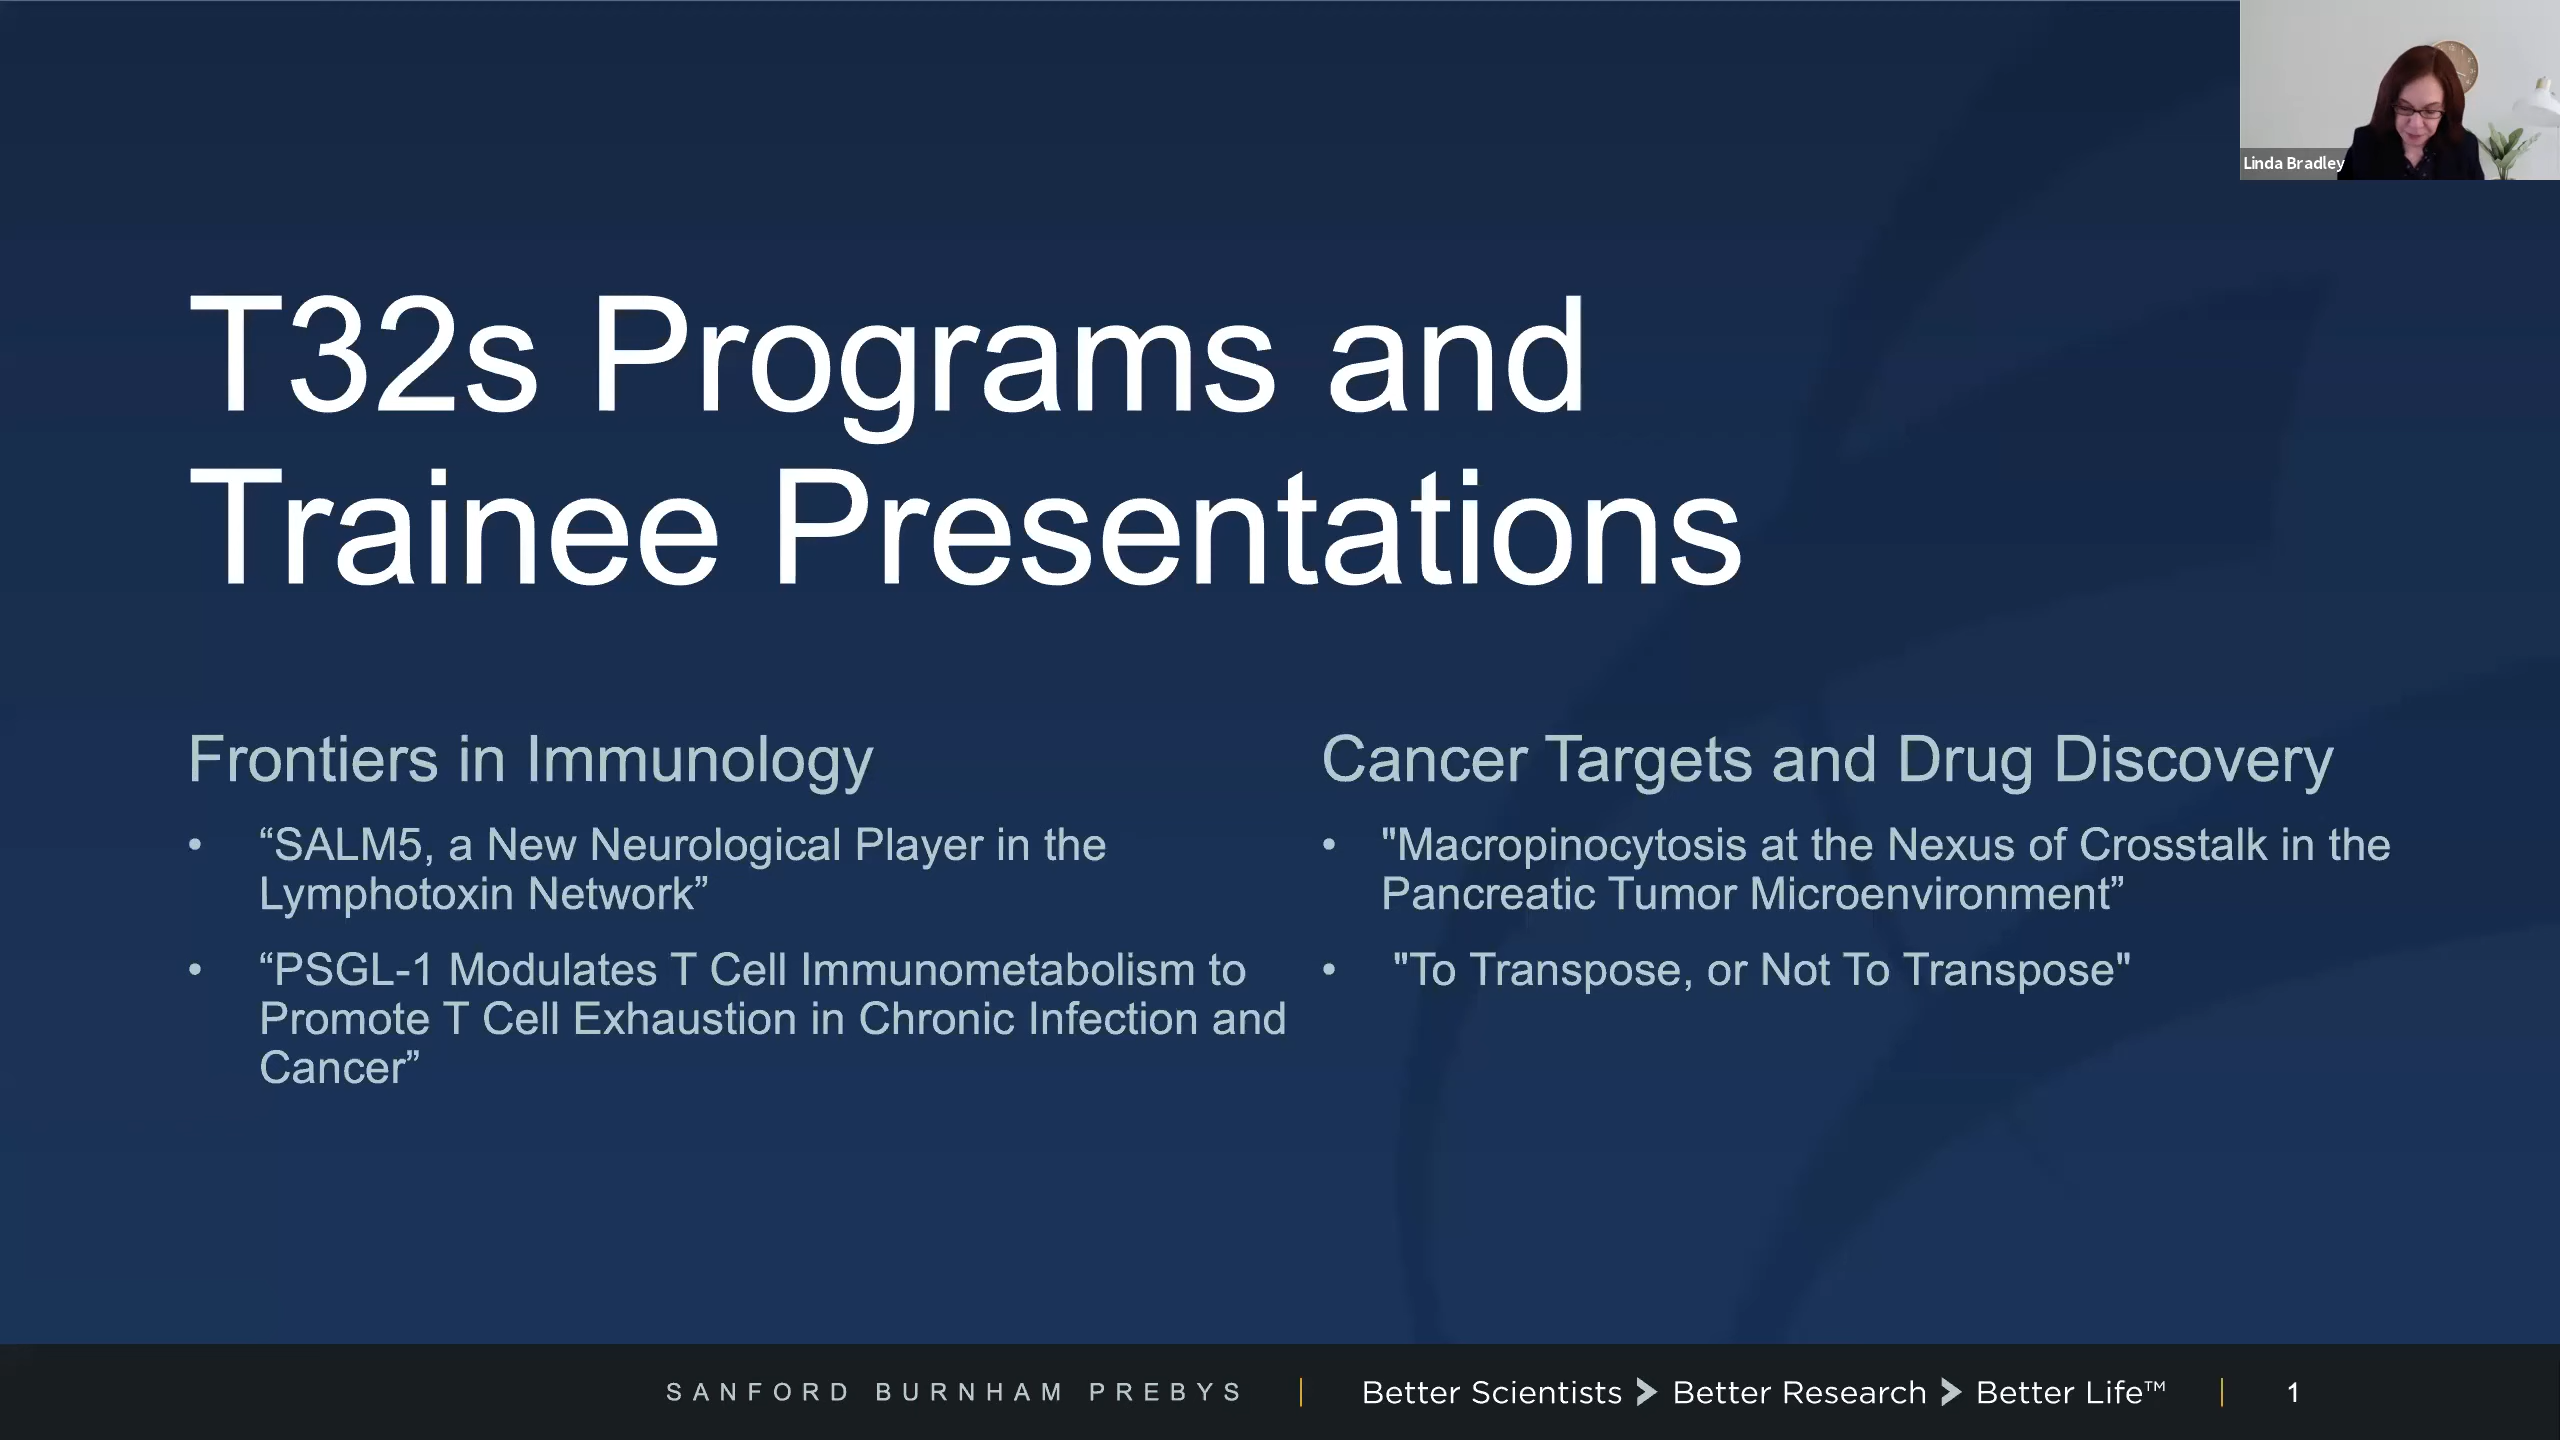 Linda Bradley
T32s Programs and
Trainee Presentations
Frontiers in Immunology
• “SALM5, a New Neurological Player in the
Lymphotoxin Network”
• “PSGL-1 Modulates T Cell Immunometabolism to
Promote T Cell Exhaustion in Chronic Infection and
Cancer”
Cancer Targets and Drug Discovery
• "Macropinocytosis at the Nexus of Crosstalk in the
Pancreatic Tumor Microenvironment”
• "To Transpose, or Not To Transpose"
SANFORD BURNHAM PREBYS | Better Scientists > Better Research > Better Life™ | 1